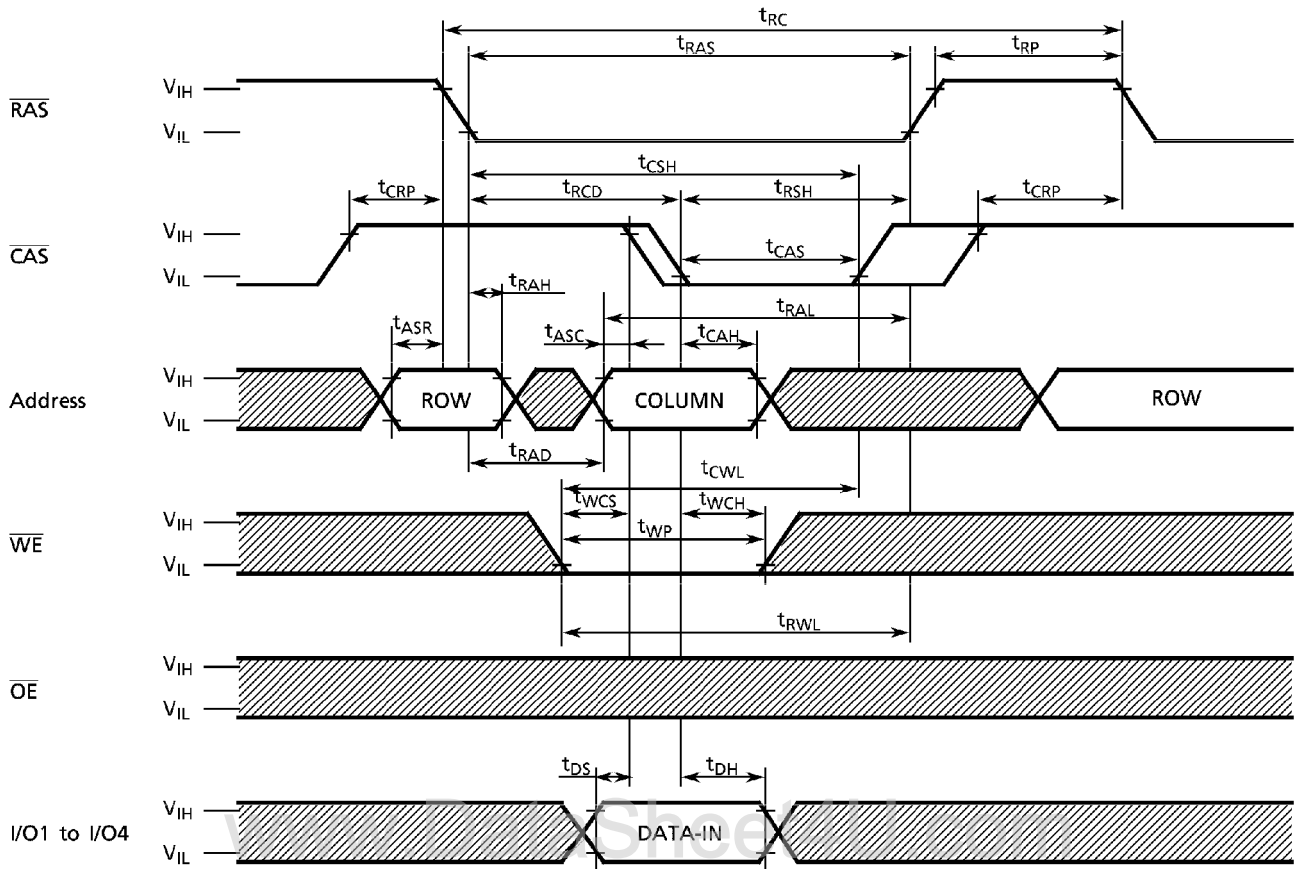 tRC
tRAS
tRP
RAS
VIH
VIL
tCSH
tCRP
tRCD
tRSH
tCRP
CAS
VIH
VIL
tCAS
tRAH
tRAL
tASR
tASC
tCAH
Address
VIH
VIL
ROW
COLUMN
ROW
tRAD
tCWL
tWCS
tWCH
WE
VIH
VIL
tWP
tRWL
OE
VIH
VIL
tDS
tDH
I/O1 to I/O4
VIH
VIL
DATA-IN
www.DataSheet4U.com